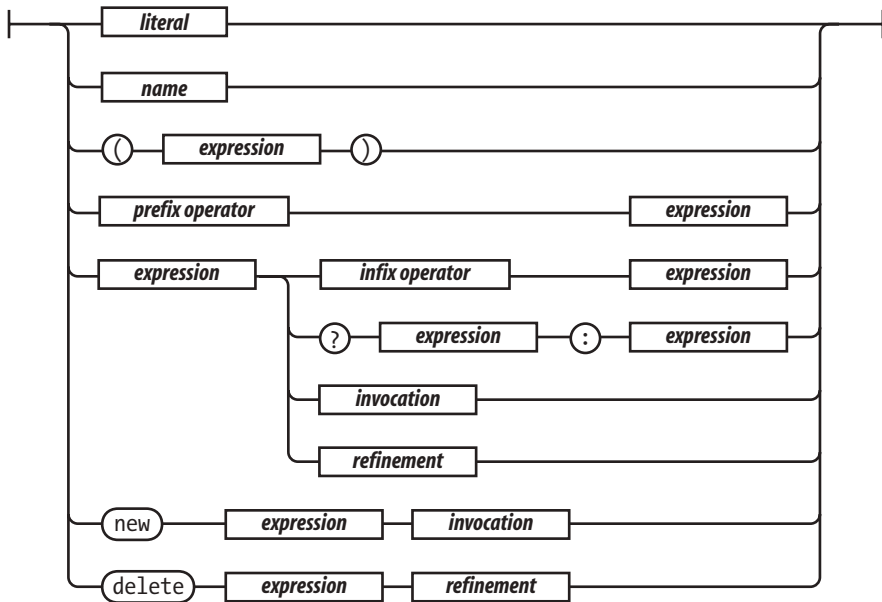 literal
name
( expression )
prefix operator expression
expression infix operator expression
? expression : expression
invocation
refinement
new expression invocation
delete expression refinement